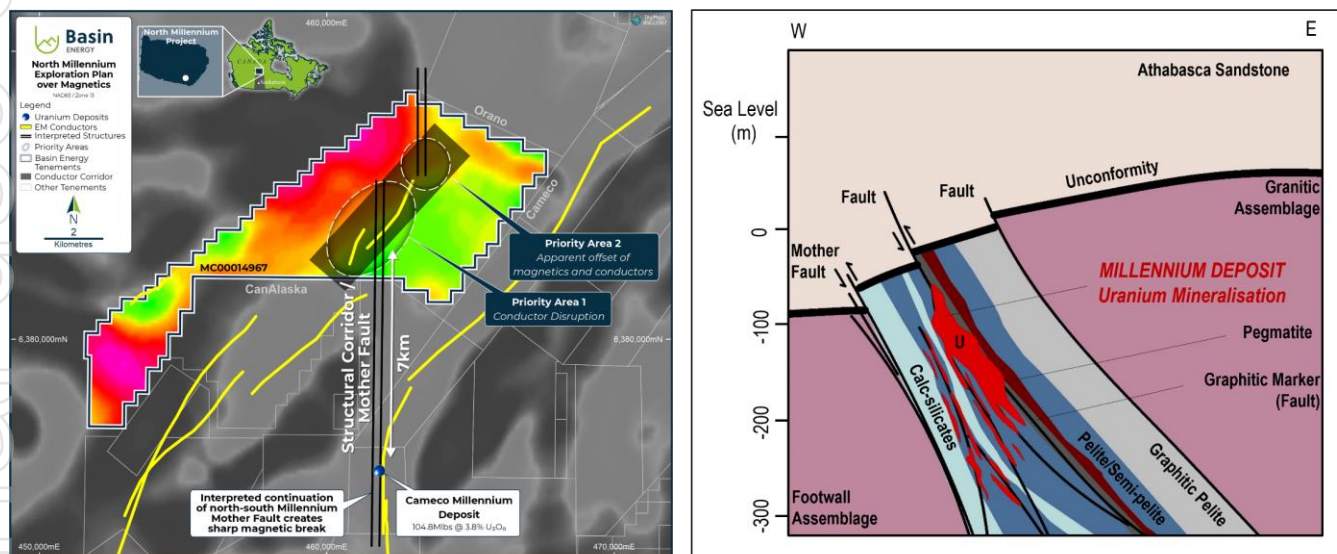 Basin
ENERGY
North Millennium
Exploration Plan
over Magnetics
NAD83 / Zone 13
Legend
Uranium Deposits
EM Conductors
Interpreted Structures
Priority Areas
Basin Energy
Tenements
Conductor Corridor
Other Tenements
N
2
Kilometres
North Millennium
Project
CANADA
460,000mE
Orano
Cameco
Priority Area 2
Apparent offset of
magnetics and conductors
Priority Area 1
Conductor Disruption
MC00014967
CanAlaska
6,380,000mN
6,380,000mN
Structural Corridor /
Mother Fault
7km
Interpreted continuation
of north-south Millennium
Mother Fault creates
sharp magnetic break
Cameco Millennium
Deposit
104.8Mlbs @ 3.8% U₃O₈
450,000mE
460,000mE
470,000mE
W
E
Athabasca Sandstone
Sea Level
(m)
Unconformity
Granitic
Assemblage
Fault
Fault
Mother
Fault
0
-100
-200
-300
MILLENNIUM DEPOSIT
Uranium Mineralisation
U
Pegmatite
Graphitic Marker
(Fault)
Calc-silicates
Pelite/Semi-pelite
Graphitic Pelite
Footwall
Assemblage